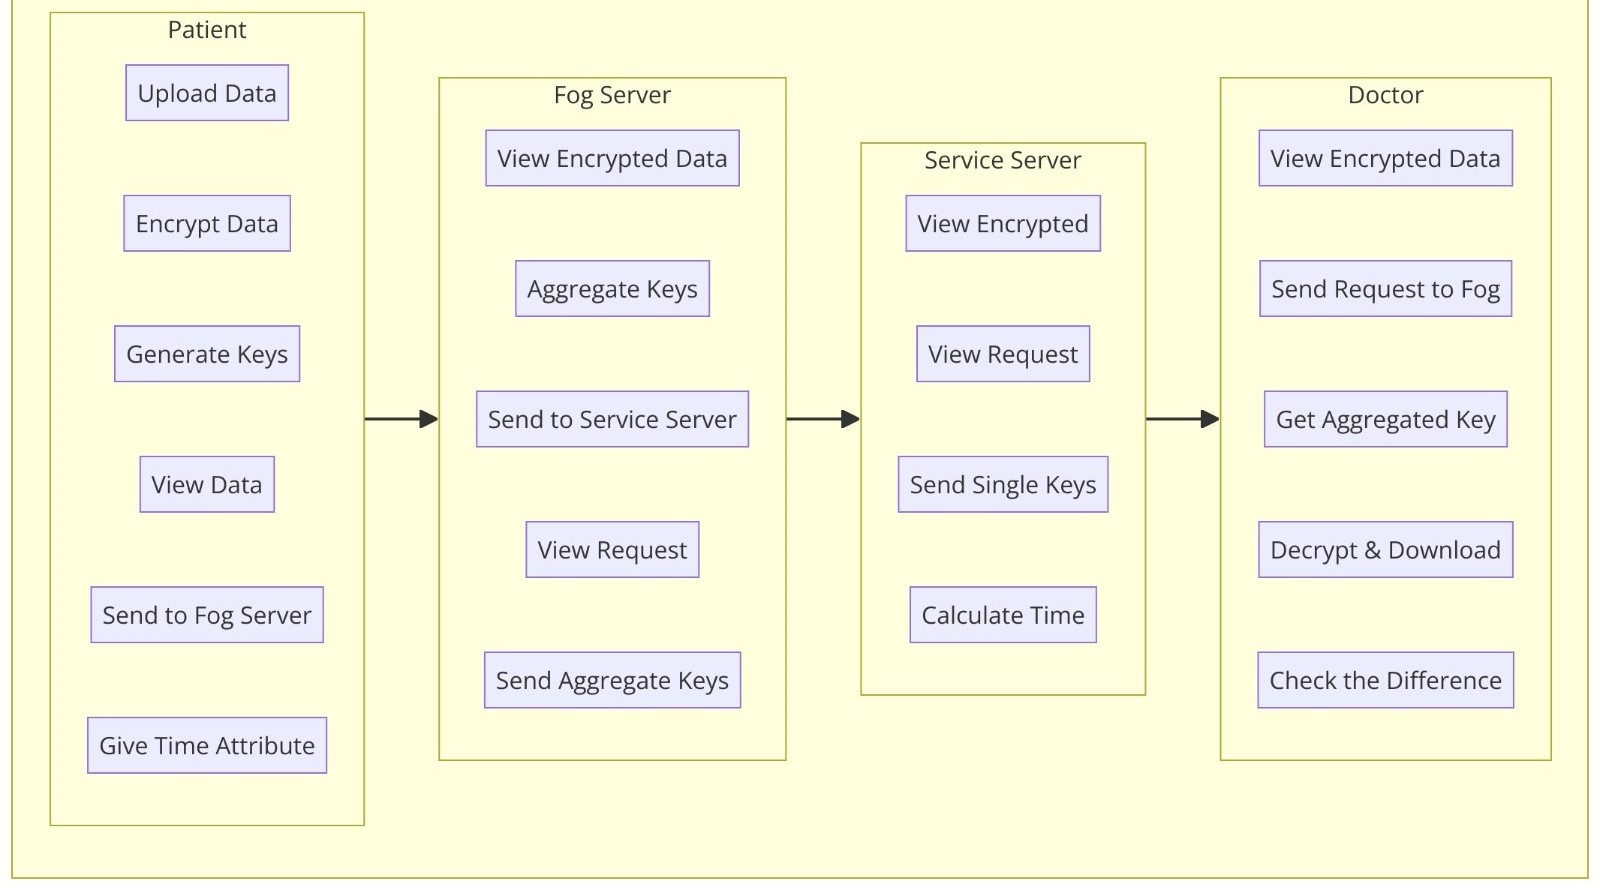 Patient
Upload Data
Encrypt Data
Generate Keys
View Data
Send to Fog Server
Give Time Attribute
Fog Server
View Encrypted Data
Aggregate Keys
Send to Service Server
View Request
Send Aggregate Keys
Service Server
View Encrypted
View Request
Send Single Keys
Calculate Time
Doctor
View Encrypted Data
Send Request to Fog
Get Aggregated Key
Decrypt & Download
Check the Difference